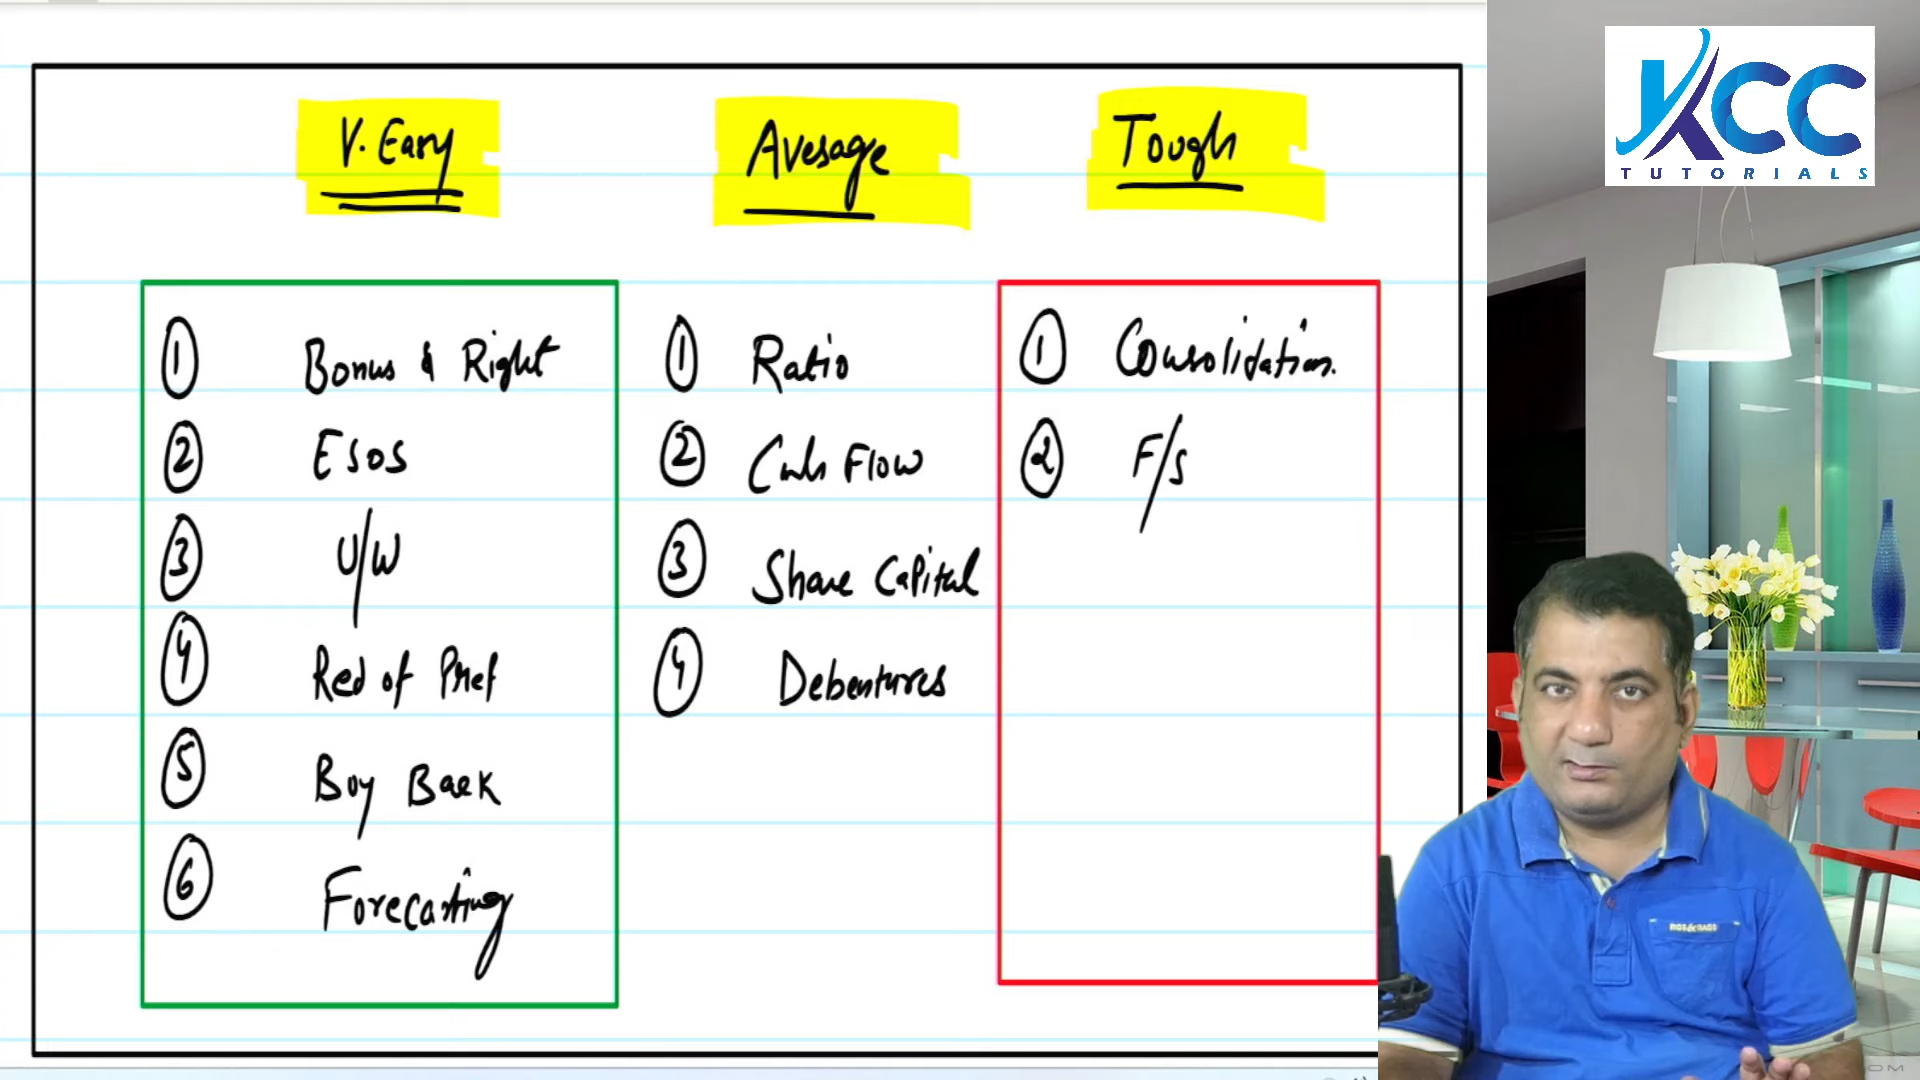 V. Easy
Average
Tough
1 Bonus & Right
2 ESOS
3 U/W
4 Red of Pref
5 Buy Back
6 Forecasting
1 Ratio
2 Cash Flow
3 Share Capital
4 Debentures
1 Consolidation.
2 F/S
KCC
TUTORIALS